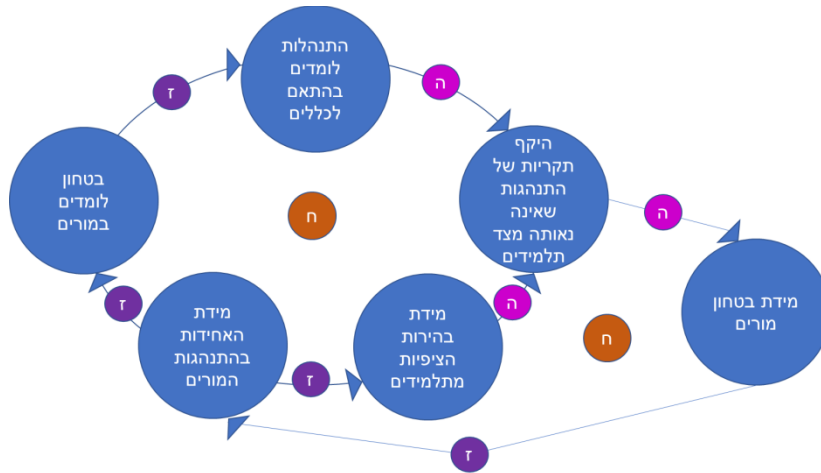 התנהלות
לומדים
בהתאם
לכללים
ה
ז
היקף
תקריות של
התנהגות
שאינה
נאותה מצד
תלמידים
ה
בטחון
לומדים
במורים
ח
מידת בטחון
מורים
מידת
האחידות
בהתנהגות
המורים
ז
מידת
בהירות
הציפיות
מתלמידים
ה
ח
ז
ז